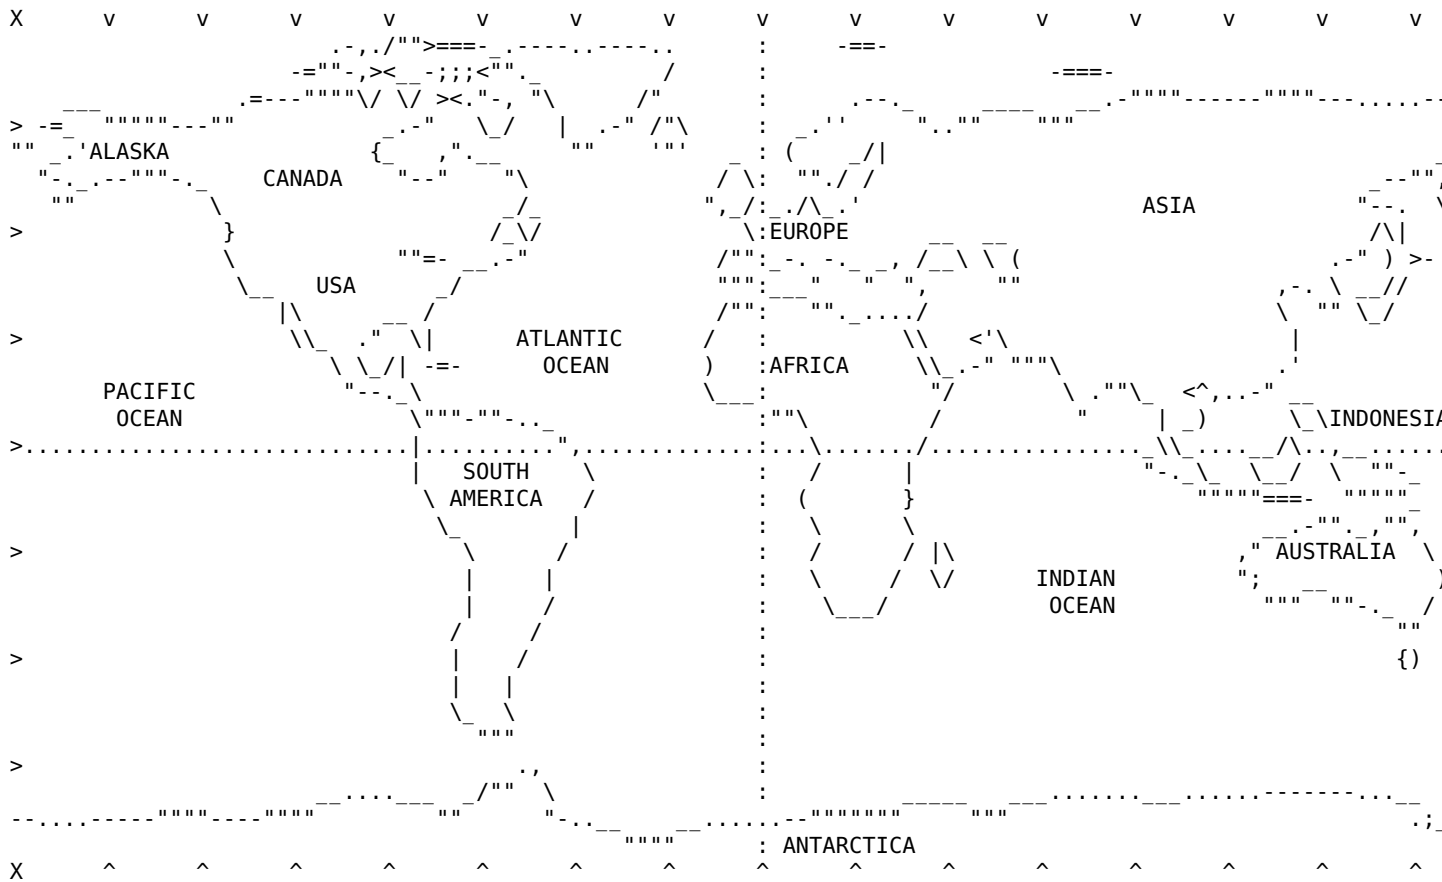 ALASKA
CANADA
ASIA
EUROPE
USA
ATLANTIC
OCEAN
AFRICA
PACIFIC
OCEAN
INDONESIA
SOUTH
AMERICA
AUSTRALIA
INDIAN
OCEAN
ANTARCTICA